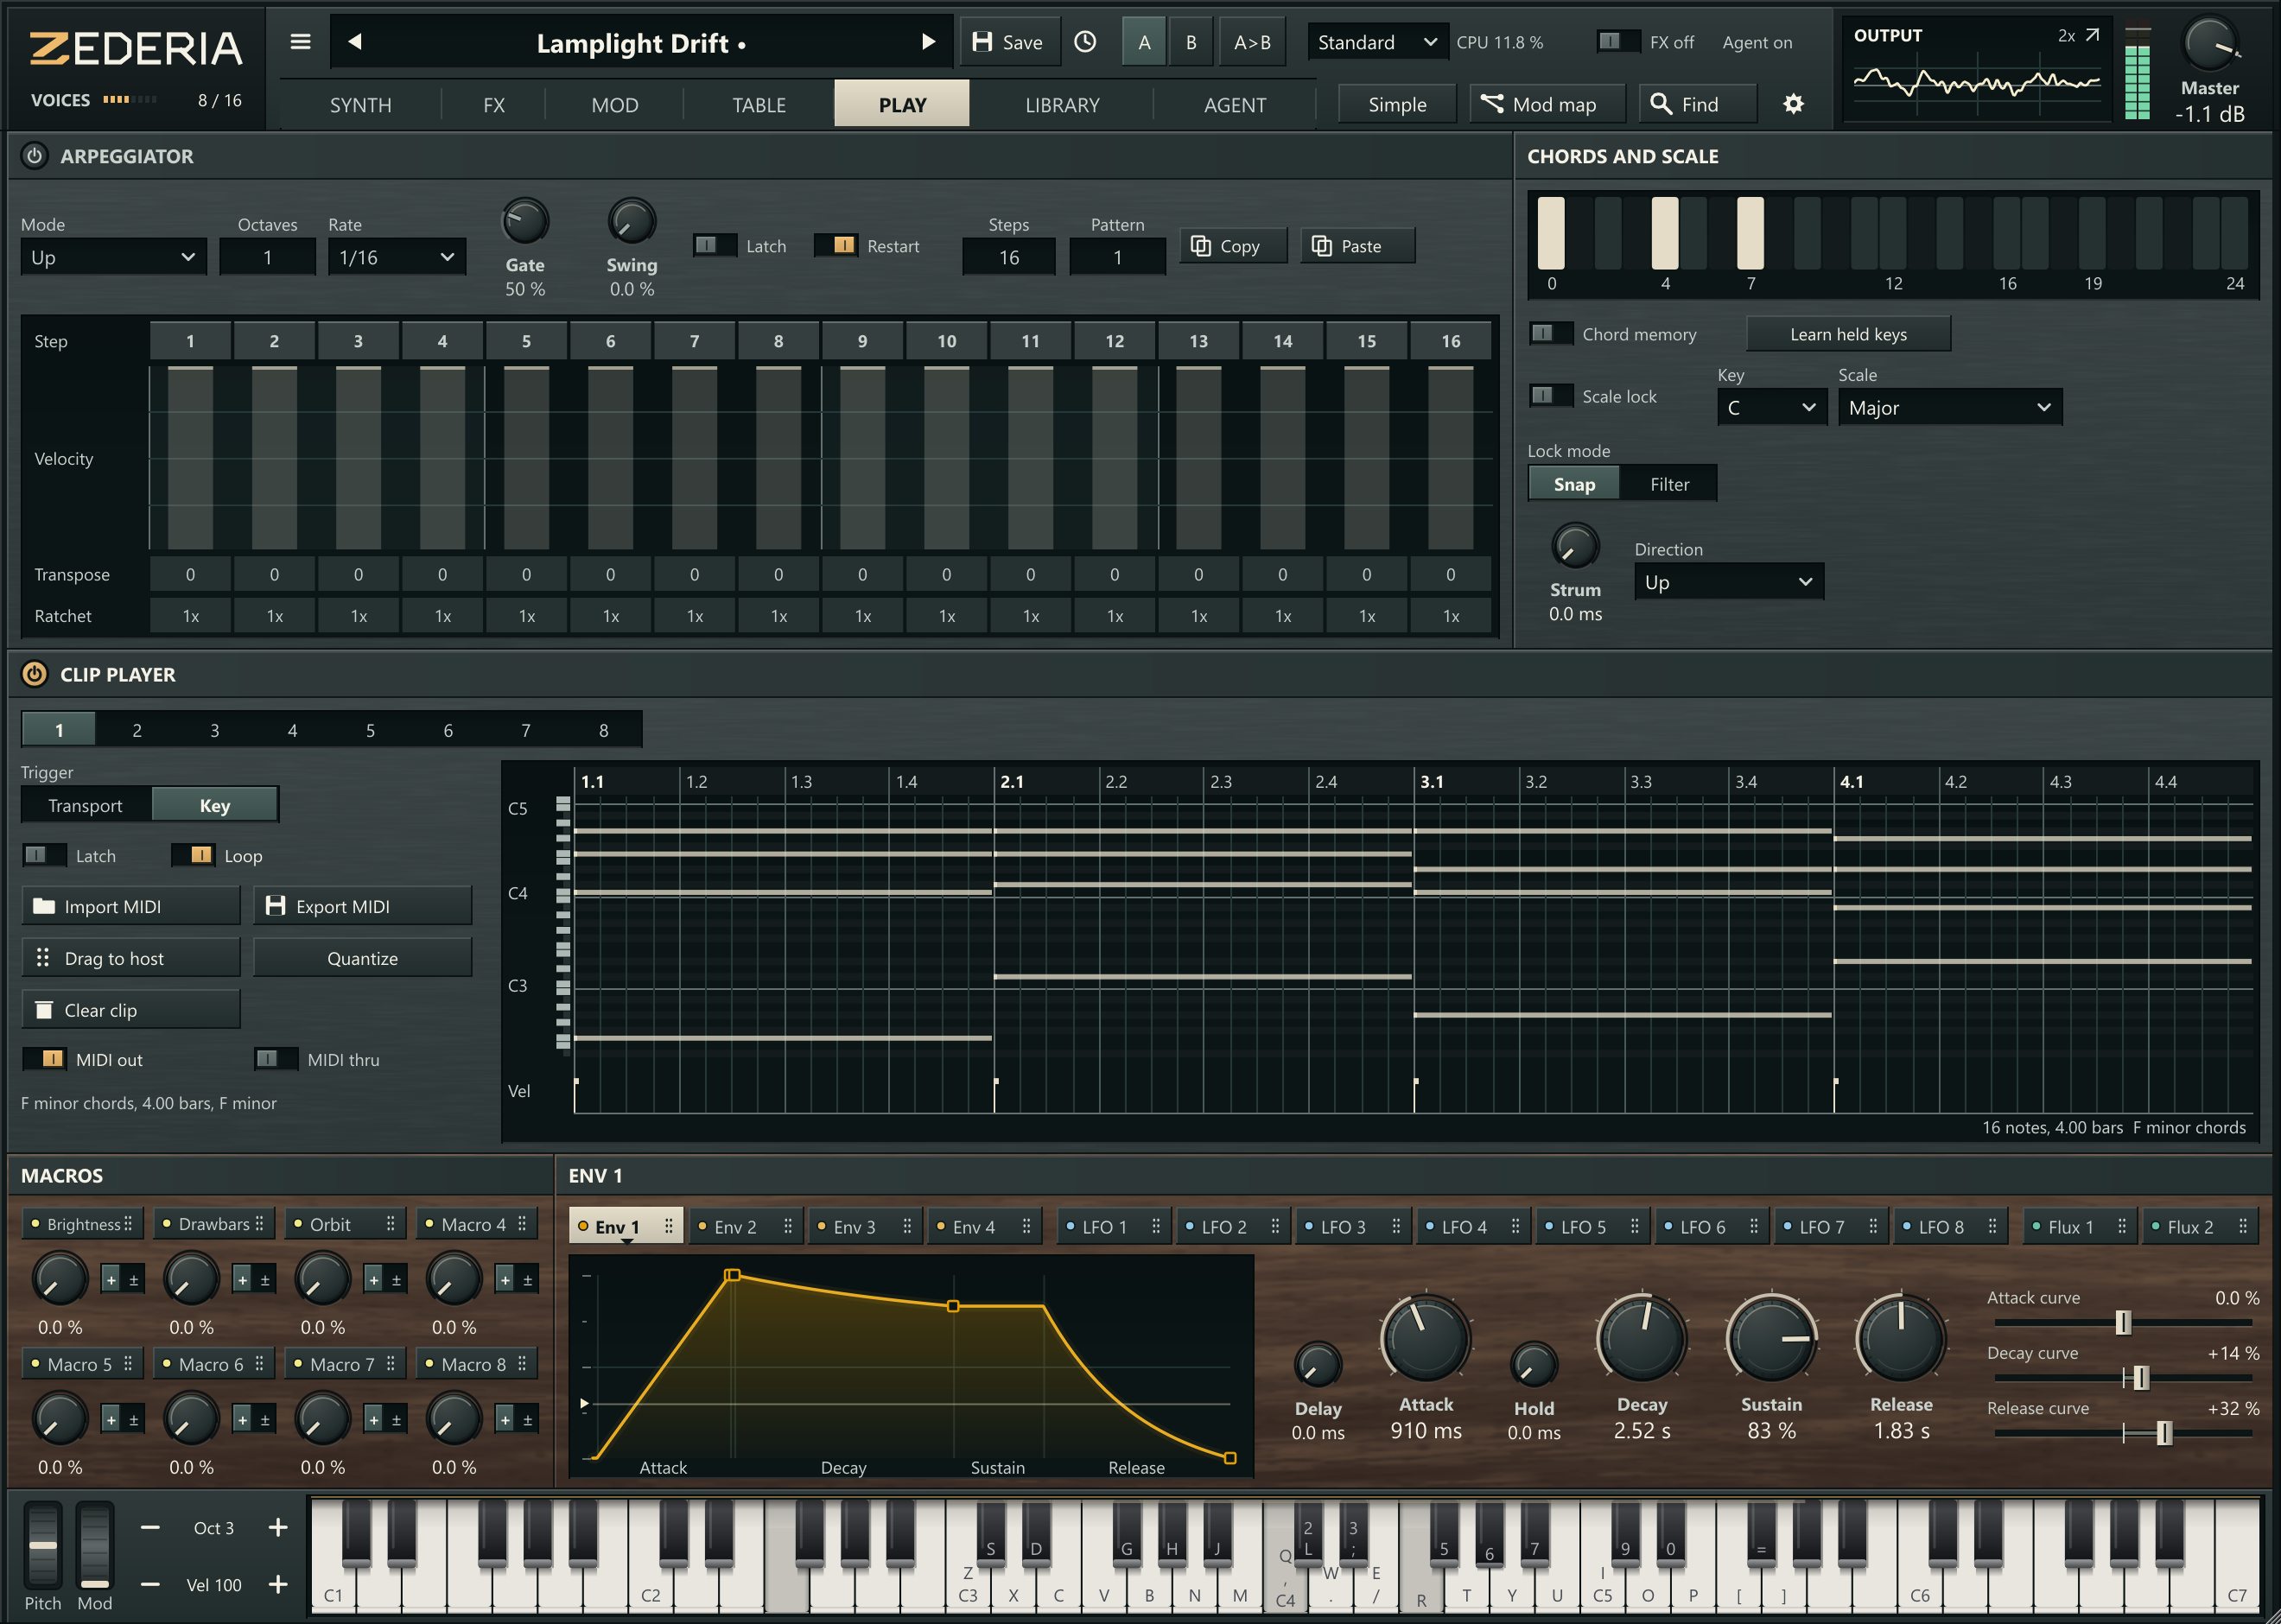 ZEDERIA
VOICES 8 / 16
Lamplight Drift •
Save
A B A>B
Standard
CPU 11.8 %
FX off
Agent on
OUTPUT 2x
Master
-1.1 dB
SYNTH FX MOD TABLE PLAY LIBRARY AGENT
Simple Mod map Find
ARPEGGIATOR
Mode Octaves Rate
Up 1 1/16
Gate
50 %
Swing
0.0 %
Latch Restart
Steps Pattern
16 1
Copy Paste
Step 1 2 3 4 5 6 7 8 9 10 11 12 13 14 15 16
Velocity
Transpose 0 0 0 0 0 0 0 0 0 0 0 0 0 0 0 0
Ratchet 1x 1x 1x 1x 1x 1x 1x 1x 1x 1x 1x 1x 1x 1x 1x 1x
CHORDS AND SCALE
0 4 7 12 16 19 24
Chord memory Learn held keys
Key Scale
Scale lock C Major
Lock mode
Snap Filter
Direction
Up
Strum
0.0 ms
CLIP PLAYER
1 2 3 4 5 6 7 8
Trigger
Transport Key
Latch Loop
Import MIDI Export MIDI
Drag to host Quantize
Clear clip
MIDI out MIDI thru
F minor chords, 4.00 bars, F minor
1.1 1.2 1.3 1.4 2.1 2.2 2.3 2.4 3.1 3.2 3.3 3.4 4.1 4.2 4.3 4.4
C5
C4
C3
Vel
16 notes, 4.00 bars F minor chords
MACROS
Brightness Drawbars Orbit Macro 4
+ ± + ± + ± + ±
0.0 % 0.0 % 0.0 % 0.0 %
Macro 5 Macro 6 Macro 7 Macro 8
+ ± + ± + ± + ±
0.0 % 0.0 % 0.0 % 0.0 %
ENV 1
Env 1 Env 2 Env 3 Env 4 LFO 1 LFO 2 LFO 3 LFO 4 LFO 5 LFO 6 LFO 7 LFO 8 Flux 1 Flux 2
Attack Decay Sustain Release
Delay Attack Hold Decay Sustain Release
0.0 ms 910 ms 0.0 ms 2.52 s 83 % 1.83 s
Attack curve 0.0 %
Decay curve +14 %
Release curve +32 %
Pitch Mod
Oct 3
Vel 100
2 3
S D G H J L ; 5 6 7 9 0 =
Z Q W E I
C1 C2 C3 X C V B N M , C4 . / R T Y U C5 O P [ ] C6 C7